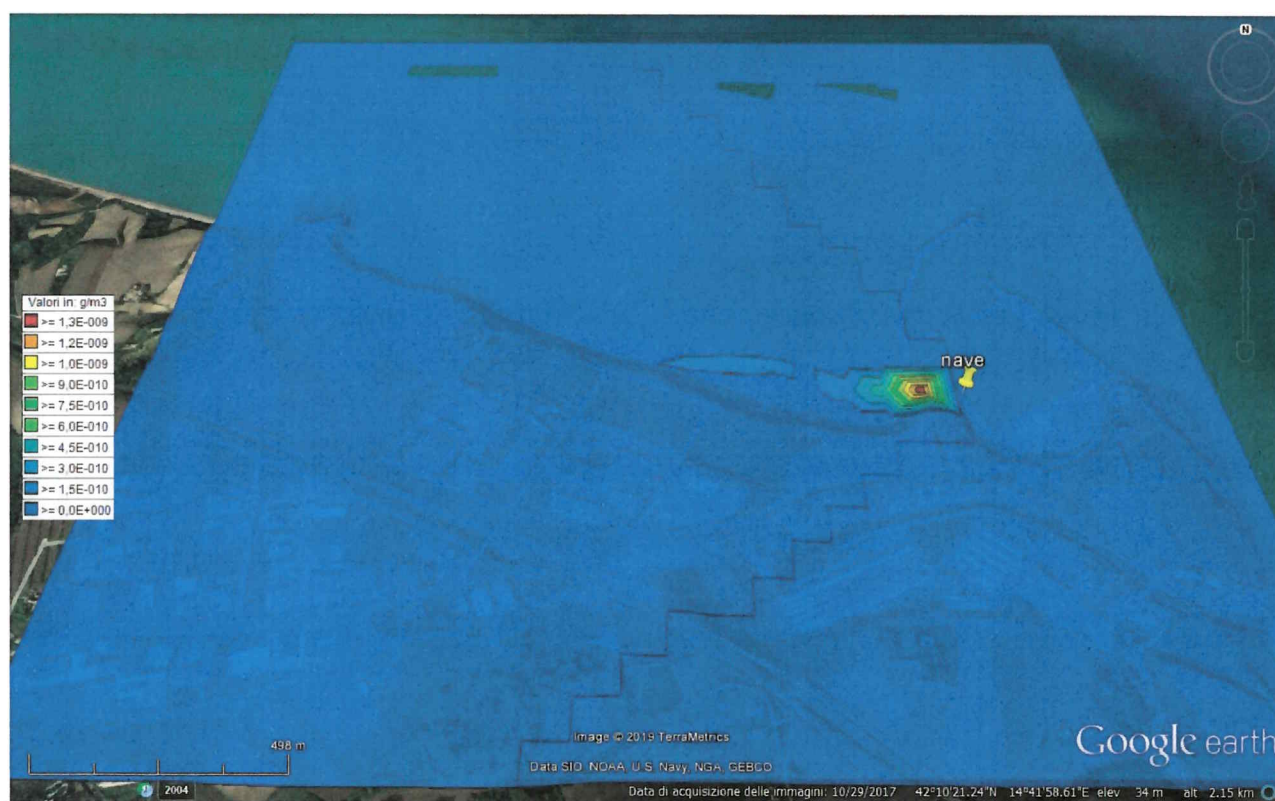 N
nave
Valori in: g/m3
>= 1,3E-009
>= 1,2E-009
>= 1,0E-009
>= 9,0E-010
>= 7,5E-010
>= 6,0E-010
>= 4,5E-010
>= 3,0E-010
>= 1,5E-010
>= 0,0E+000
498 m
Image © 2019 TerraMetrics
Data SIO, NOAA, U.S. Navy, NGA, GEBCO
Google earth
2004
Data di acquisizione delle immagini: 10/29/2017 42°10'21.24"N 14°41'58.61"E elev 34 m alt 2.15 km